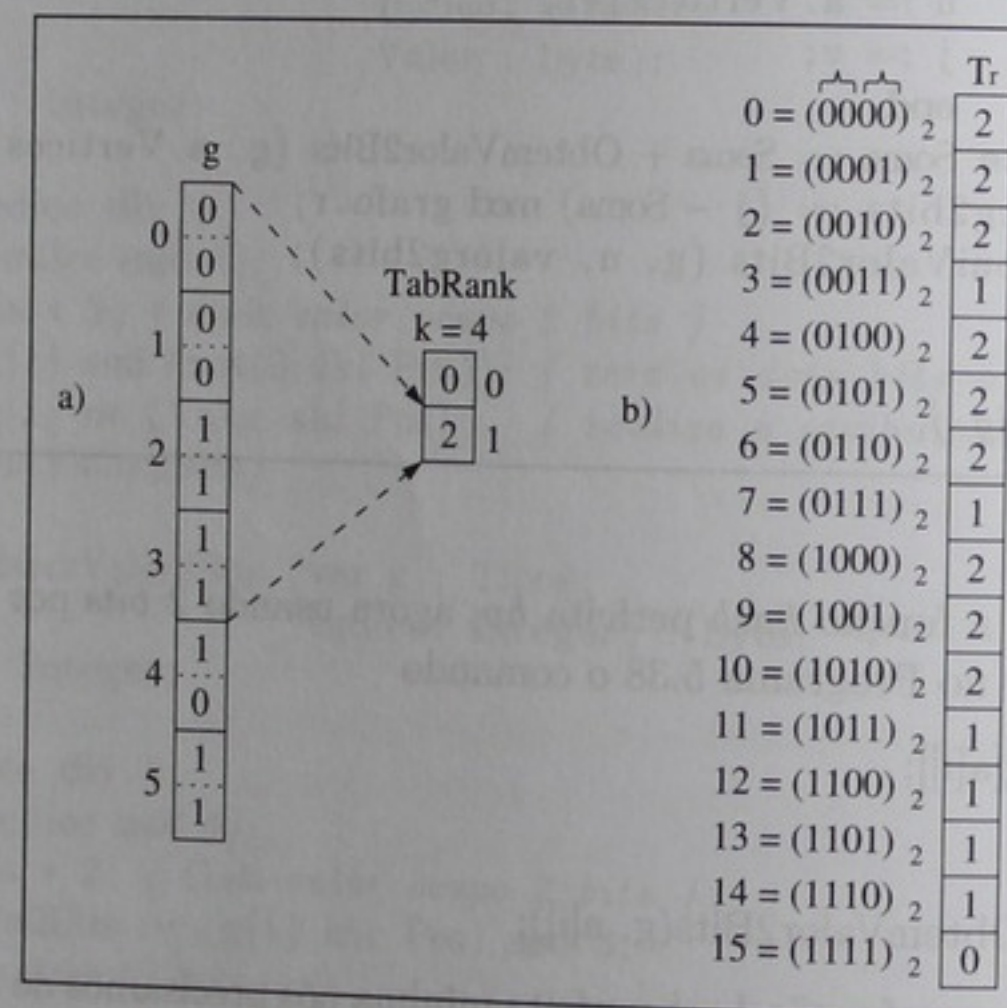 a)
g
0
0
0
0
1
0
0
2
1
1
3
1
1
4
1
0
5
1
1
TabRank
k = 4
0 0
2 1
b)
Tr
0 = (0000) 2 2
1 = (0001) 2 2
2 = (0010) 2 2
3 = (0011) 2 1
4 = (0100) 2 2
5 = (0101) 2 2
6 = (0110) 2 2
7 = (0111) 2 1
8 = (1000) 2 2
9 = (1001) 2 2
10 = (1010) 2 2
11 = (1011) 2 1
12 = (1100) 2 1
13 = (1101) 2 1
14 = (1110) 2 1
15 = (1111) 2 0